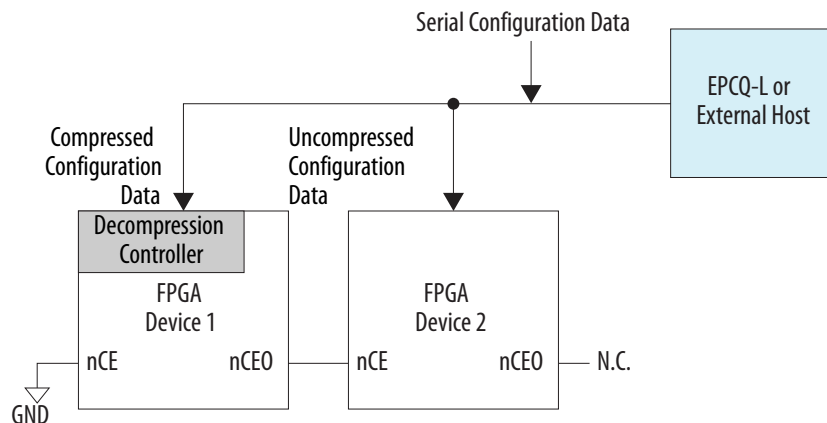 Serial Configuration Data
EPCQ-L or
External Host
Compressed
Configuration
Data
Uncompressed
Configuration
Data
Decompression
Controller
FPGA
Device 1
FPGA
Device 2
nCE
nCEO
nCE
nCEO
N.C.
GND